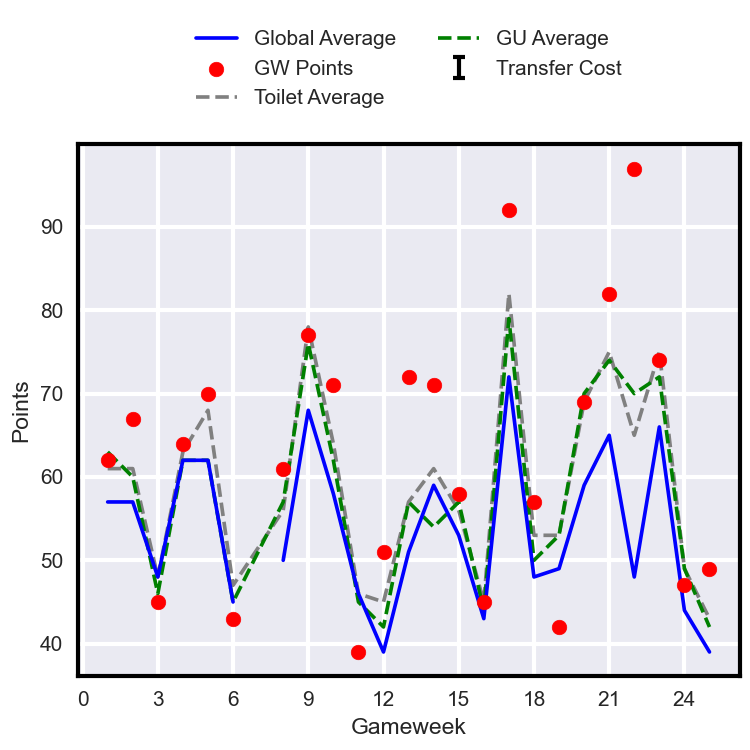 Global Average
GW Points
Toilet Average
GU Average
Transfer Cost
90
80
70
60
50
40
Points
0 3 6 9 12 15 18 21 24
Gameweek